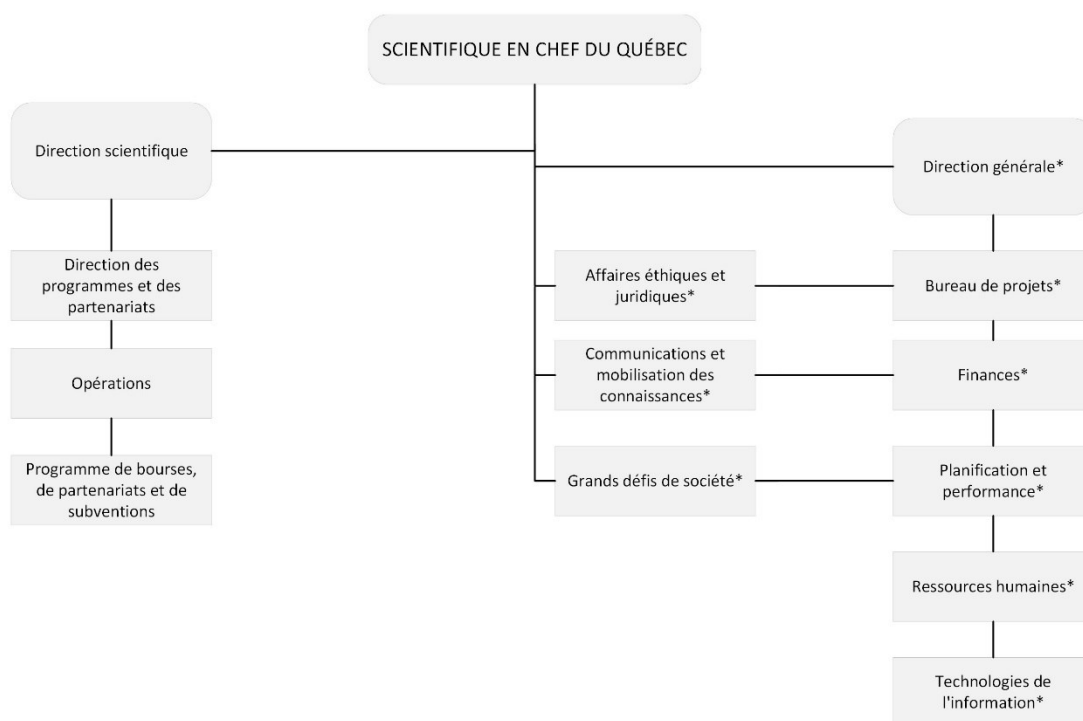 SCIENTIFIQUE EN CHEF DU QUÉBEC
Direction scientifique
Direction générale*
Direction des
programmes et des
partenariats
Affaires éthiques et
juridiques*
Bureau de projets*
Opérations
Communications et
mobilisation des
connaissances*
Finances*
Programme de bourses,
de partenariats et de
subventions
Grands défis de société*
Planification et
performance*
Ressources humaines*
Technologies de
l'information*